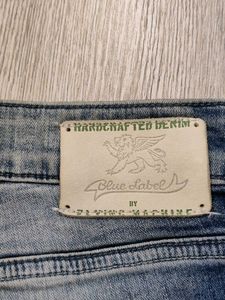 HANDCRAFTED DENIM
Blue Label
BY
FLYING MACHINE